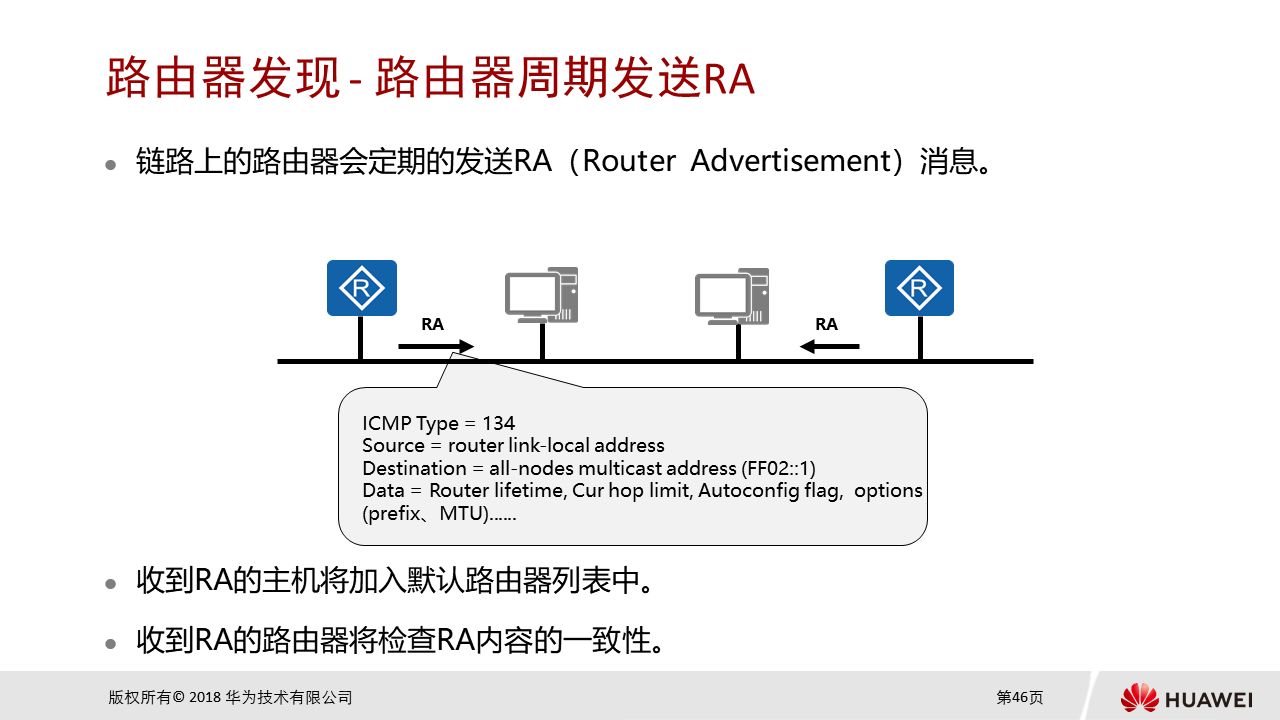 路由器发现 - 路由器周期发送RA
链路上的路由器会定期的发送RA（Router Advertisement）消息。
R
R
RA
RA
ICMP Type = 134
Source = router link-local address
Destination = all-nodes multicast address (FF02::1)
Data = Router lifetime, Cur hop limit, Autoconfig flag, options
(prefix、MTU)......
收到RA的主机将加入默认路由器列表中。
收到RA的路由器将检查RA内容的一致性。
版权所有© 2018 华为技术有限公司
第46页
HUAWEI